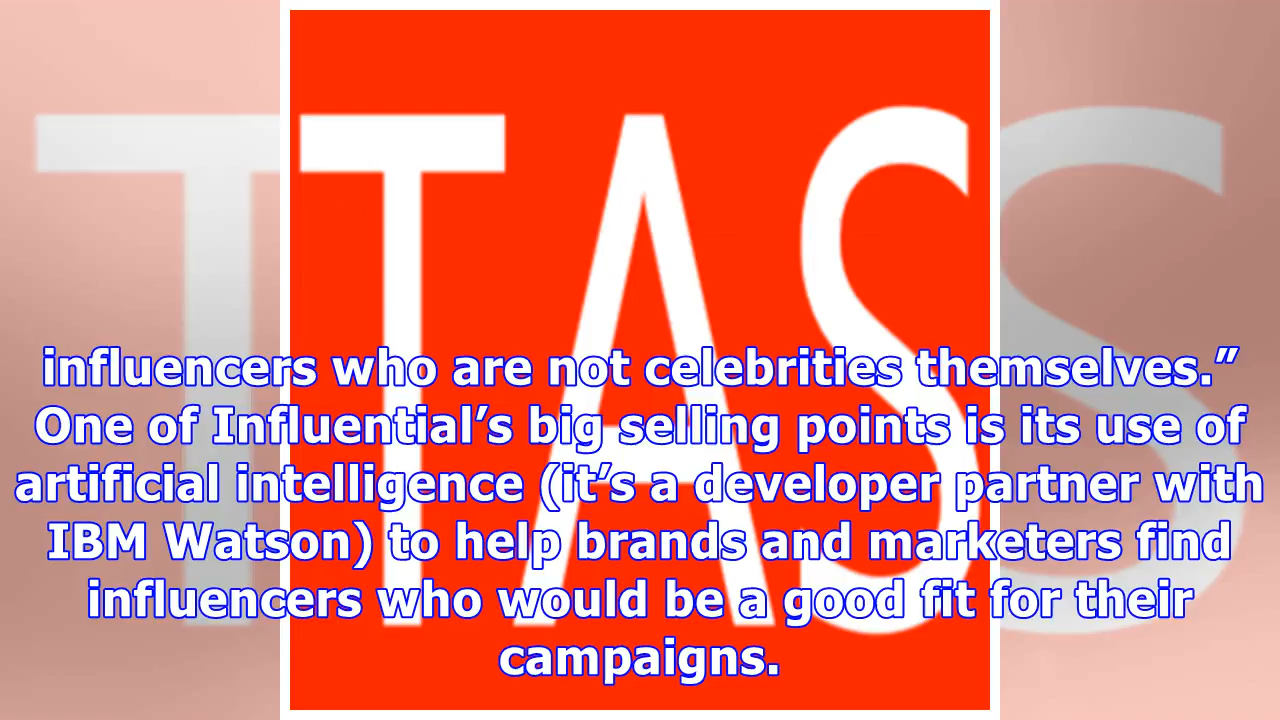 TAS
influencers who are not celebrities themselves.”
One of Influential’s big selling points is its use of
artificial intelligence (it’s a developer partner with
IBM Watson) to help brands and marketers find
influencers who would be a good fit for their
campaigns.